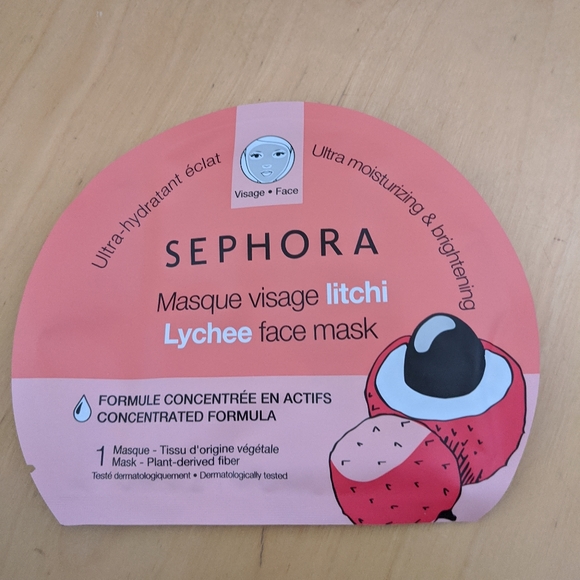 Ultra-hydratant éclat
Visage • Face
Ultra moisturizing & brightening
SEPHORA
Masque visage litchi
Lychee face mask
FORMULE CONCENTRÉE EN ACTIFS
CONCENTRATED FORMULA
1 Masque - Tissu d'origine végétale
Mask - Plant-derived fiber
Testé dermatologiquement • Dermatologically tested